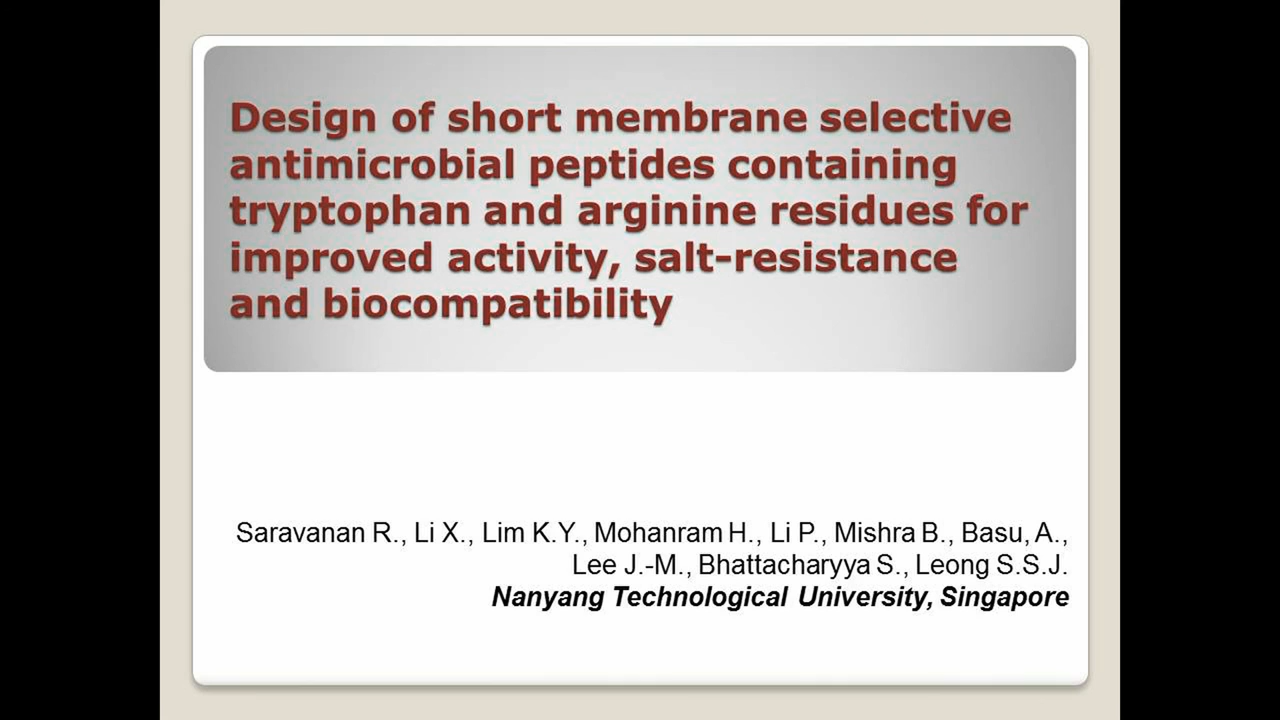 Design of short membrane selective
antimicrobial peptides containing
tryptophan and arginine residues for
improved activity, salt-resistance
and biocompatibility
Saravanan R., Li X., Lim K.Y., Mohanram H., Li P., Mishra B., Basu, A.,
Lee J.-M., Bhattacharyya S., Leong S.S.J.
Nanyang Technological University, Singapore